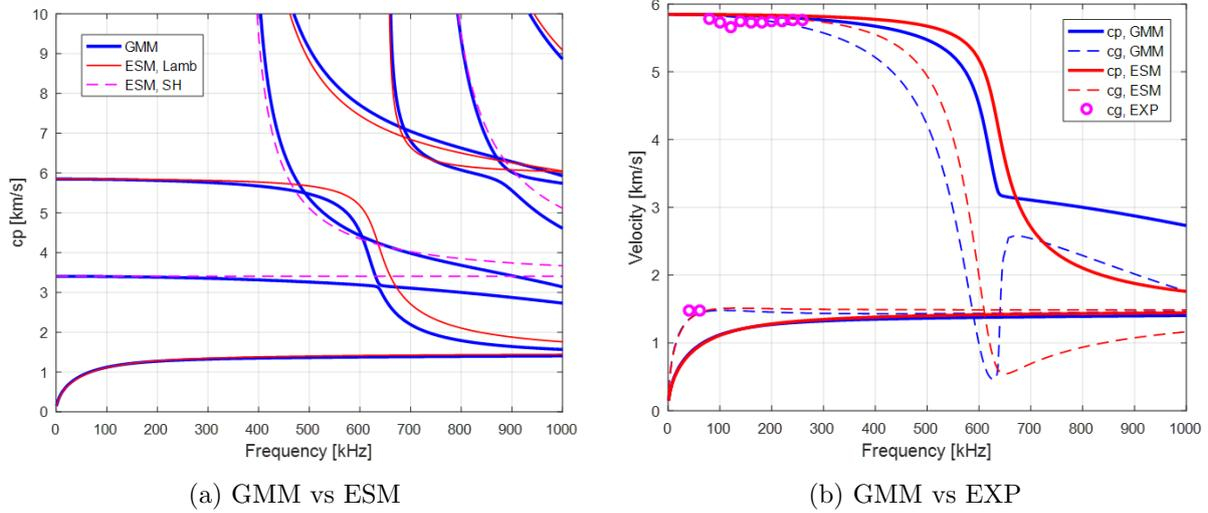 10
9
8
7
6
5
4
3
2
1
0
cp [km/s]
GMM
ESM, Lamb
ESM, SH
0 100 200 300 400 500 600 700 800 900 1000
Frequency [kHz]
(a) GMM vs ESM
6
5
4
3
2
1
0
Velocity [km/s]
cp, GMM
cg, GMM
cp, ESM
cg, ESM
cg, EXP
0 100 200 300 400 500 600 700 800 900 1000
Frequency [kHz]
(b) GMM vs EXP